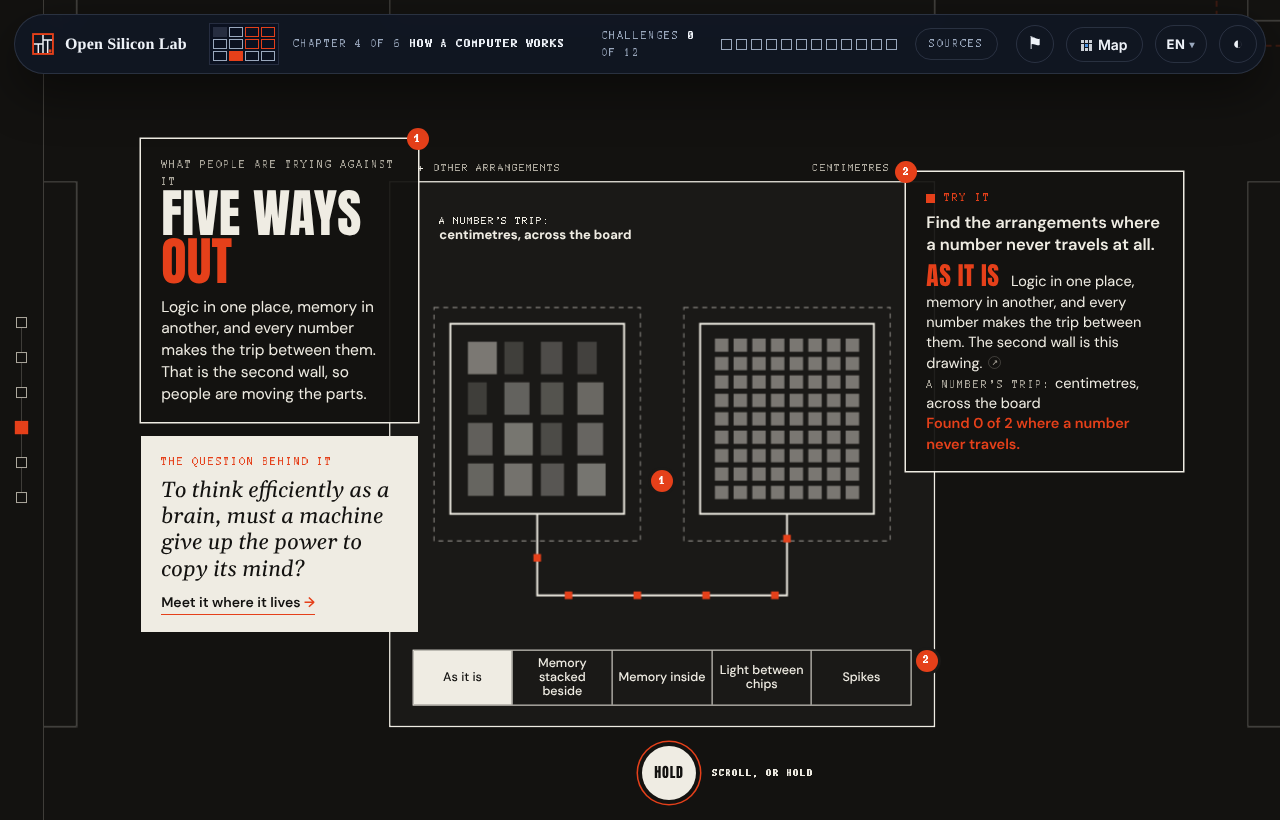 Open Silicon Lab
CHAPTER 4 OF 6 HOW A COMPUTER WORKS
CHALLENGES 0
OF 12
SOURCES
Map
EN
WHAT PEOPLE ARE TRYING AGAINST
IT
FIVE WAYS
OUT
Logic in one place, memory in
another, and every number
makes the trip between them.
That is the second wall, so
people are moving the parts.
1
THE QUESTION BEHIND IT
To think efficiently as a
brain, must a machine
give up the power to
copy its mind?
Meet it where it lives →
OTHER ARRANGEMENTS
CENTIMETRES
A NUMBER'S TRIP:
centimetres, across the board
1
As it is
Memory
stacked
beside
Memory inside
Light between
chips
Spikes
2
2
TRY IT
Find the arrangements where
a number never travels at all.
AS IT IS Logic in one place,
memory in another, and every
number makes the trip between
them. The second wall is this
drawing.
A NUMBER'S TRIP: centimetres,
across the board
Found 0 of 2 where a number
never travels.
HOLD
SCROLL, OR HOLD